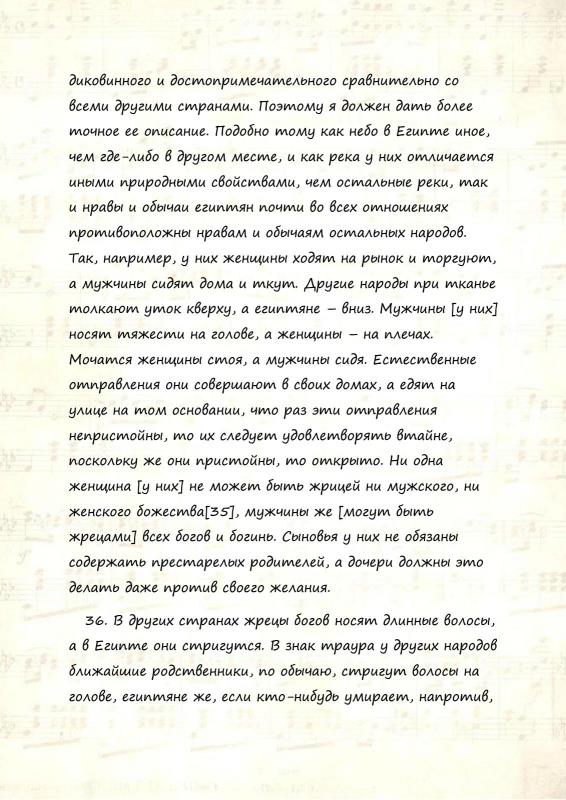 диковинного и достопримечательного сравнительно со
всеми другими странами. Поэтому я должен дать более
точное ее описание. Подобно тому как небо в Египте иное,
чем где-либо в другом месте, и как река у них отличается
иными природными свойствами, чем остальные реки, так
и нравы и обычаи египтян почти во всех отношениях
противоположны нравам и обычаям остальных народов.
Так, например, у них женщины ходят на рынок и торгуют,
а мужчины сидят дома и ткут. Другие народы при тканье
толкают уток кверху, а египтяне – вниз. Мужчины [у них]
носят тяжести на голове, а женщины – на плечах.
Мочатся женщины стоя, а мужчины сидя. Естественные
отправления они совершают в своих домах, а едят на
улице на том основании, что раз эти отправления
непристойны, то их следует удовлетворять втайне,
поскольку же они пристойны, то открыто. Ни одна
женщина [у них] не может быть жрицей ни мужского, ни
женского божества[35], мужчины же [могут быть
жрецами] всех богов и богинь. Сыновья у них не обязаны
содержать престарелых родителей, а дочери должны это
делать даже против своего желания.
36. В других странах жрецы богов носят длинные волосы,
а в Египте они стригутся. В знак траура у других народов
ближайшие родственники, по обычаю, стригут волосы на
голове, египтяне же, если кто-нибудь умирает, напротив,